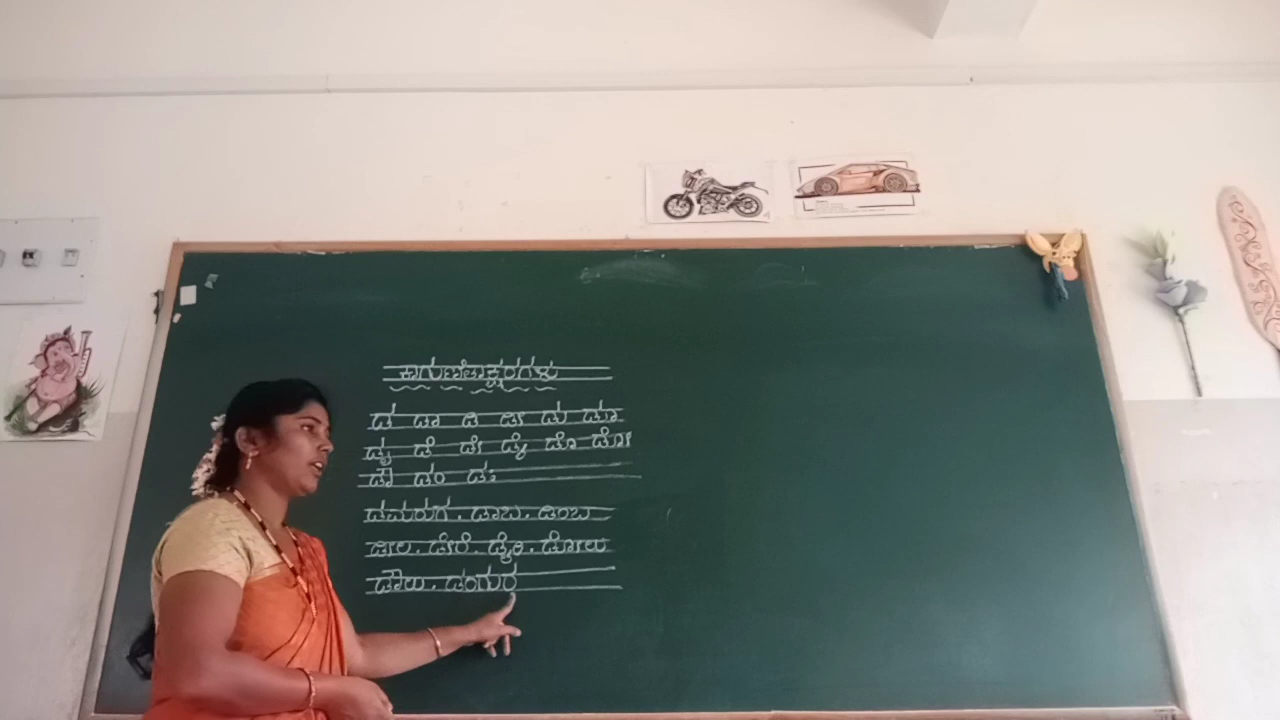 ಕಾಗುಣಿತಾಕ್ಷರಗಳು
ಡ ಡಾ ಡಿ ಡೀ ಡು ಡೂ
ಡೃ ಡೆ ಡೇ ಡೈ ಡೊ ಡೋ
ಡೌ ಡಂ ಡಃ
ಡಮರುಗ. ಡಾಬ. ಡಿಂಬ
ಡೀಲ. ಡೇರೆ. ಡೈರಿ. ಡೋಲು
ಡೌಲು. ಡಂಗುರ